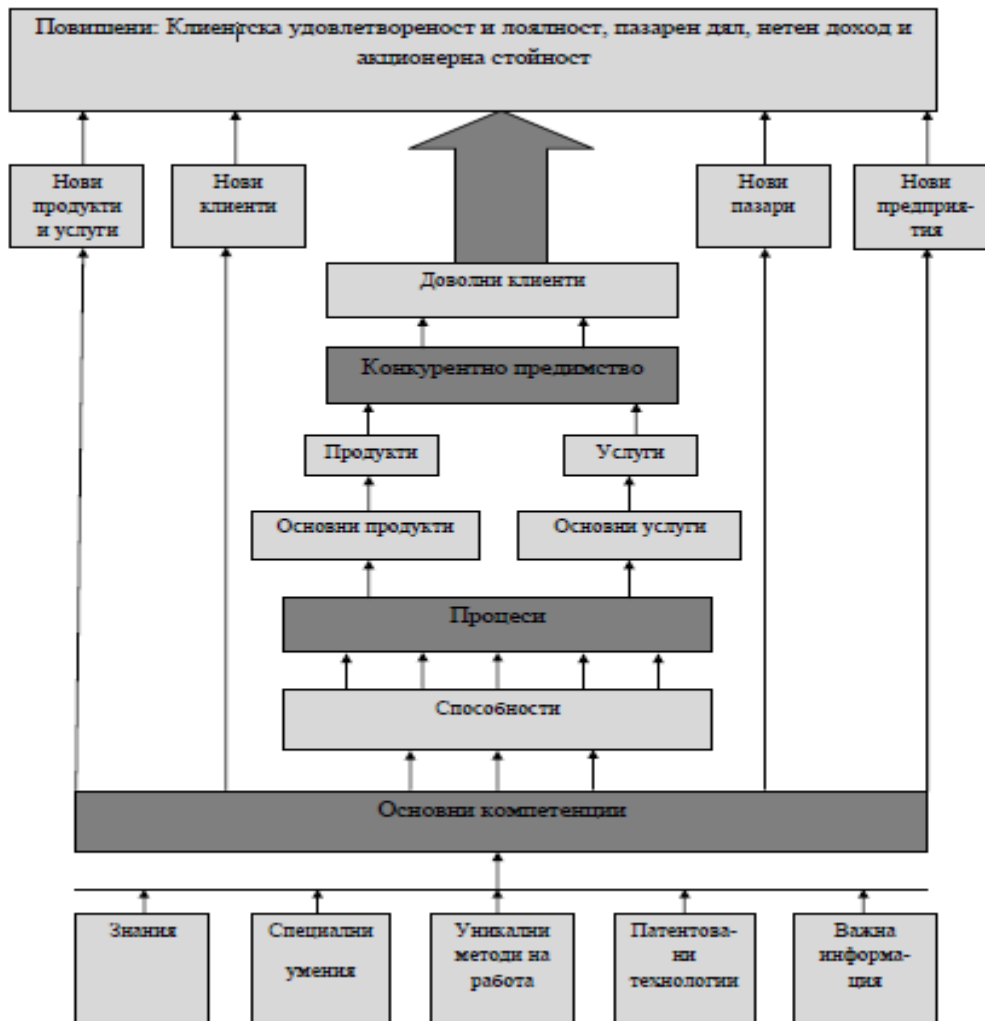 Повишени: Клиентска удовлетвореност и лоялност, пазарен дял, нетен доход и
акционерна стойност
Нови
продукти
и услуги
Нови
клиенти
Нови
пазари
Нови
предприя-
тия
Доволни клиенти
Конкурентно предимство
Продукти
Услуги
Основни продукти
Основни услуги
Процеси
Способности
Основни компетенции
Знания
Специални
умения
Уникални
методи на
работа
Патентова-
ни
технологии
Важна
информа-
ция